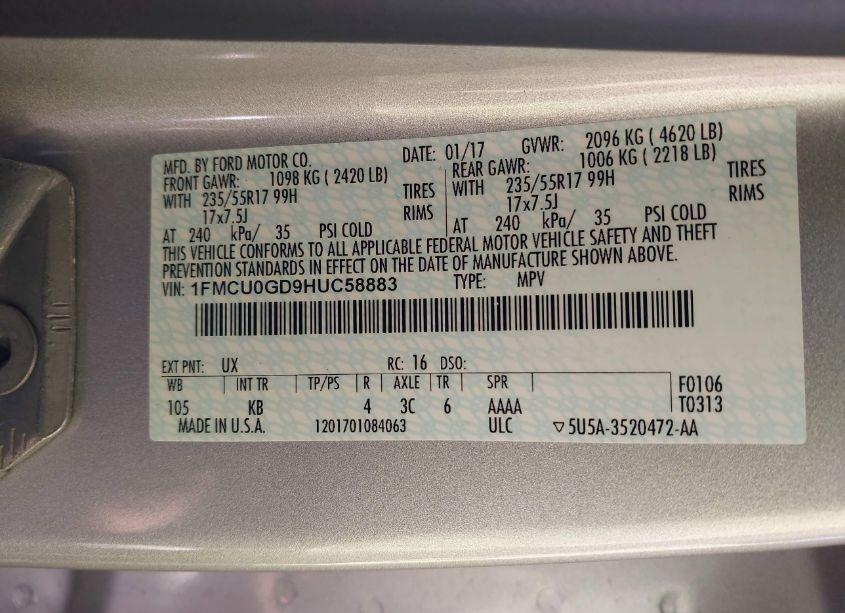 MFD. BY FORD MOTOR CO. DATE: 01/17 GVWR: 2096 KG ( 4620 LB)
FRONT GAWR: 1098 KG ( 2420 LB) REAR GAWR: 1006 KG ( 2218 LB)
WITH 235/55R17 99H TIRES WITH 235/55R17 99H TIRES
17x7.5J RIMS 17x7.5J RIMS
AT 240 kPa/ 35 PSI COLD AT 240 kPa/ 35 PSI COLD
THIS VEHICLE CONFORMS TO ALL APPLICABLE FEDERAL MOTOR VEHICLE SAFETY AND THEFT
PREVENTION STANDARDS IN EFFECT ON THE DATE OF MANUFACTURE SHOWN ABOVE.
VIN: 1FMCU0GD9HUC58883 TYPE: MPV
EXT PNT: UX RC: 16 DSO:
WB INT TR TP/PS R AXLE TR SPR F0106
105 KB 4 3C 6 AAAA T0313
MADE IN U.S.A. 1201701084063 ULC ▽5U5A-3520472-AA